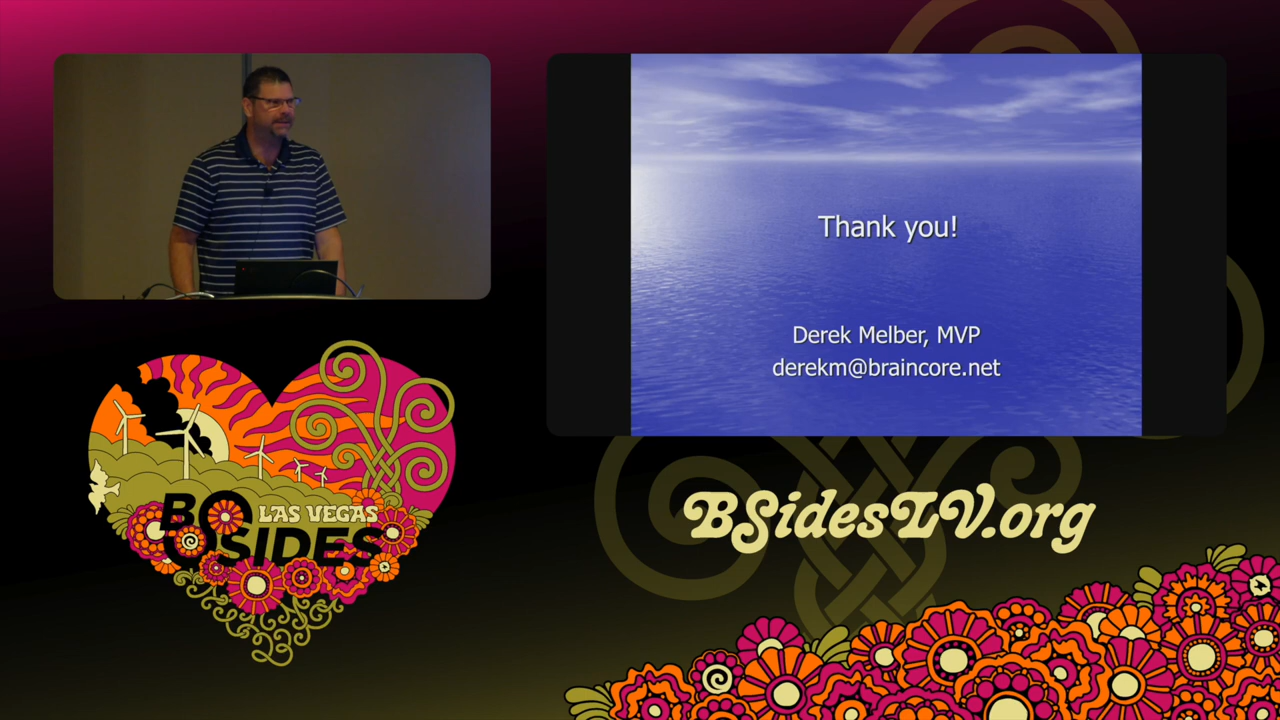 Thank you!
Derek Melber, MVP
derekm@braincore.net
BSidesLV.org
LAS VEGAS
BSIDES